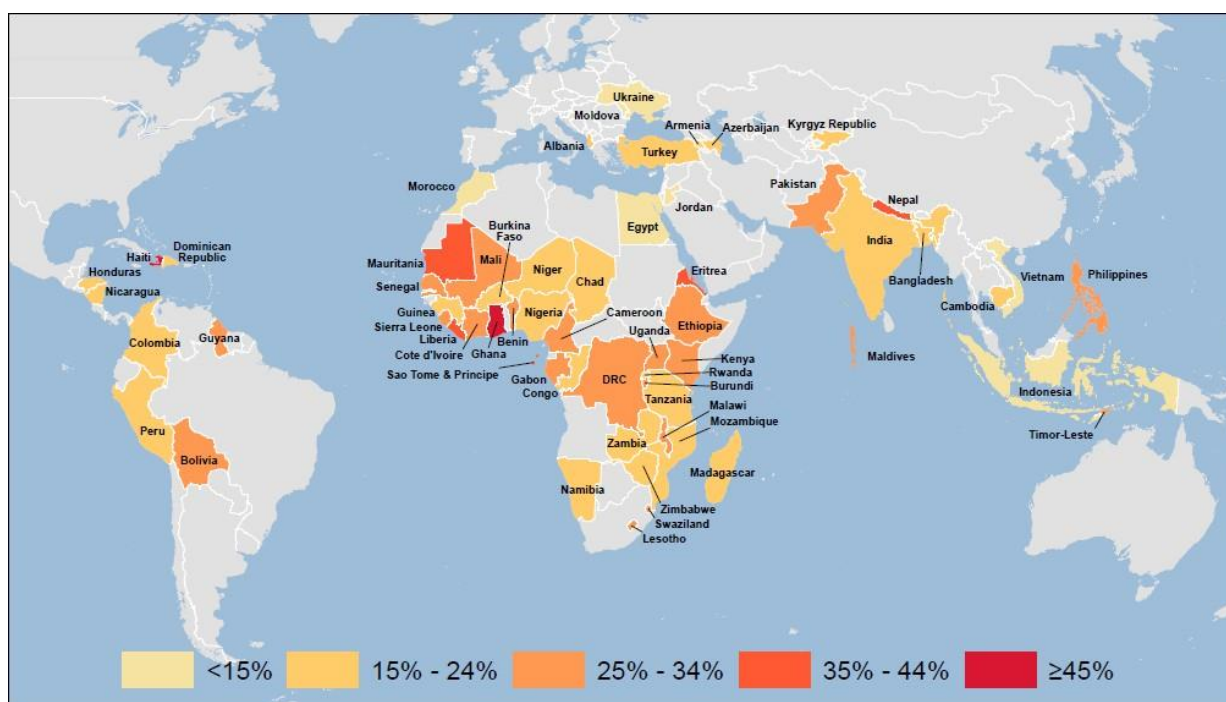 Ukraine
Moldova
Armenia
Azerbaijan
Kyrgyz Republic
Albania
Turkey
Morocco
Jordan
Pakistan
Nepal
Egypt
India
Burkina
Faso
Haiti
Dominican
Republic
Mauritania
Mali
Niger
Chad
Eritrea
Bangladesh
Vietnam
Philippines
Honduras
Senegal
Nicaragua
Cambodia
Guinea
Nigeria
Cameroon
Ethiopia
Sierra Leone
Uganda
Colombia
Guyana
Liberia
Benin
Cote d'Ivoire
Ghana
Kenya
Maldives
Sao Tome & Principe
Rwanda
Gabon
DRC
Burundi
Congo
Indonesia
Tanzania
Malawi
Mozambique
Timor-Leste
Peru
Zambia
Bolivia
Madagascar
Namibia
Zimbabwe
Swaziland
Lesotho
<15%
15% - 24%
25% - 34%
35% - 44%
≥45%